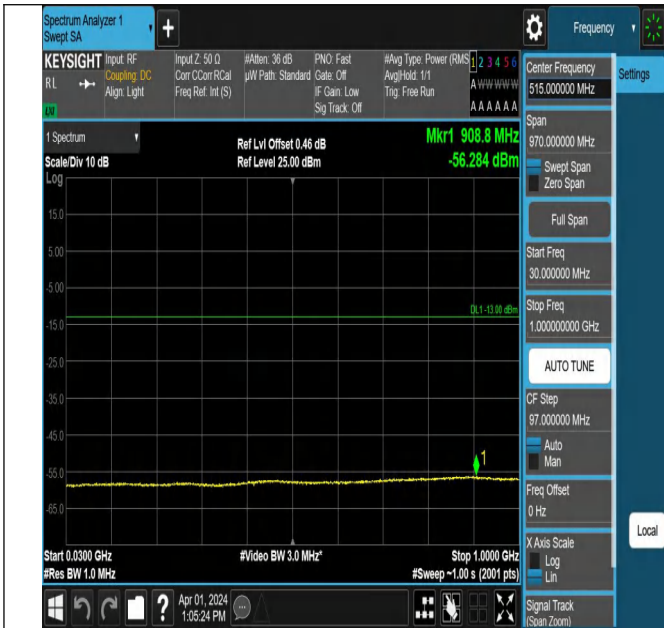 Spectrum Analyzer 1
Swept SA
+
Frequency
KEYSIGHT
RL
LXI
Input: RF
Coupling: DC
Align: Light
Input Z: 50 Ω
Corr CCorr RCal
Freq Ref: Int (S)
#Atten: 36 dB
µW Path: Standard
PNO: Fast
Gate: Off
IF Gain: Low
Sig Track: Off
#Avg Type: Power (RMS
Avg|Hold: 1/1
Trig: Free Run
1 2 3 4 5 6
A W W W W W
A A A A A A
1 Spectrum
Scale/Div 10 dB
Log
Ref Lvl Offset 0.46 dB
Ref Level 25.00 dBm
Mkr1 908.8 MHz
-56.284 dBm
15.0
5.00
-5.00
DL1 -13.00 dBm
-15.0
-25.0
-35.0
-45.0
-55.0
-65.0
1
Start 0.0300 GHz
#Res BW 1.0 MHz
#Video BW 3.0 MHz*
Stop 1.0000 GHz
#Sweep ~1.00 s (2001 pts)
Center Frequency
515.000000 MHz
Settings
Span
970.000000 MHz
Swept Span
Zero Span
Full Span
Start Freq
30.000000 MHz
Stop Freq
1.000000000 GHz
AUTO TUNE
CF Step
97.000000 MHz
Auto
Man
Freq Offset
0 Hz
X Axis Scale
Log
Lin
Local
Signal Track
(Span Zoom)
?
Apr 01, 2024
1:05:24 PM